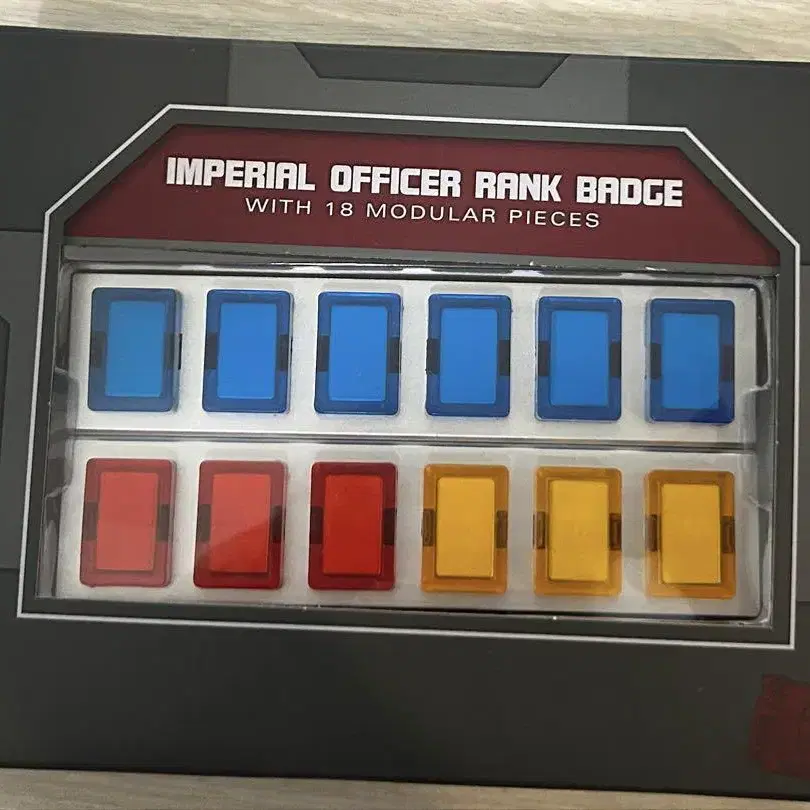 IMPERIAL OFFICER RANK BADGE
WITH 18 MODULAR PIECES